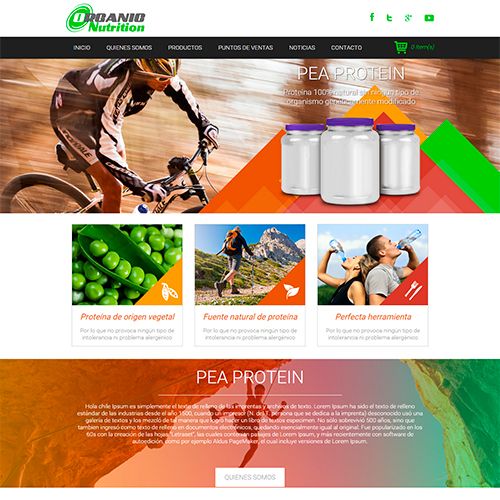 ORGANIC
Nutrition
INICIO QUIENES SOMOS PRODUCTOS PUNTOS DE VENTAS NOTICIAS CONTACTO 0 item(s)
PEA PROTEIN
Proteina 100% natural sin ningún tipo de
organismo genéticamente modificado
CANNONDALE
Proteína de origen vegetal
Por lo que no provoca ningún tipo de
intolerancia ni problema alergénico
Fuente natural de proteína
Por lo que no provoca ningún tipo de
intolerancia ni problema alergénico
Perfecta herramienta
Por lo que no provoca ningún tipo de
intolerancia ni problema alergénico
PEA PROTEIN
Hola chile Ipsum es simplemente el texto de relleno de las imprentas y archivos de texto. Lorem Ipsum ha sido el texto de relleno
estándar de las industrias desde el año 1500, cuando un impresor (N. del T. persona que se dedica a la imprenta) desconocido usó una
galería de textos y los mezcló de tal manera que logró hacer un libro de textos especimen. No sólo sobrevivió 500 años, sino que
tambien ingresó como texto de relleno en documentos electrónicos, quedando esencialmente igual al original. Fue popularizado en los
60s con la creación de las hojas "Letraset", las cuales contenian pasajes de Lorem Ipsum, y más recientemente con software de
autoedición, como por ejemplo Aldus PageMaker, el cual incluye versiones de Lorem Ipsum.
QUIENES SOMOS